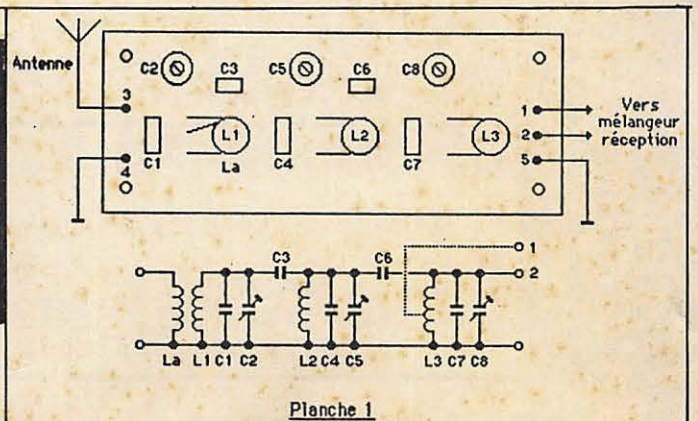 Antenne
C2 C3 C5 C6 C8
3
1
Vers
mélangeur
réception
2
L1 L2 L3
4
C1 La C4 C7
5
C3 C6
1
2
La L1 C1 C2 L2 C4 C5 L3 C7 C8
Planche 1